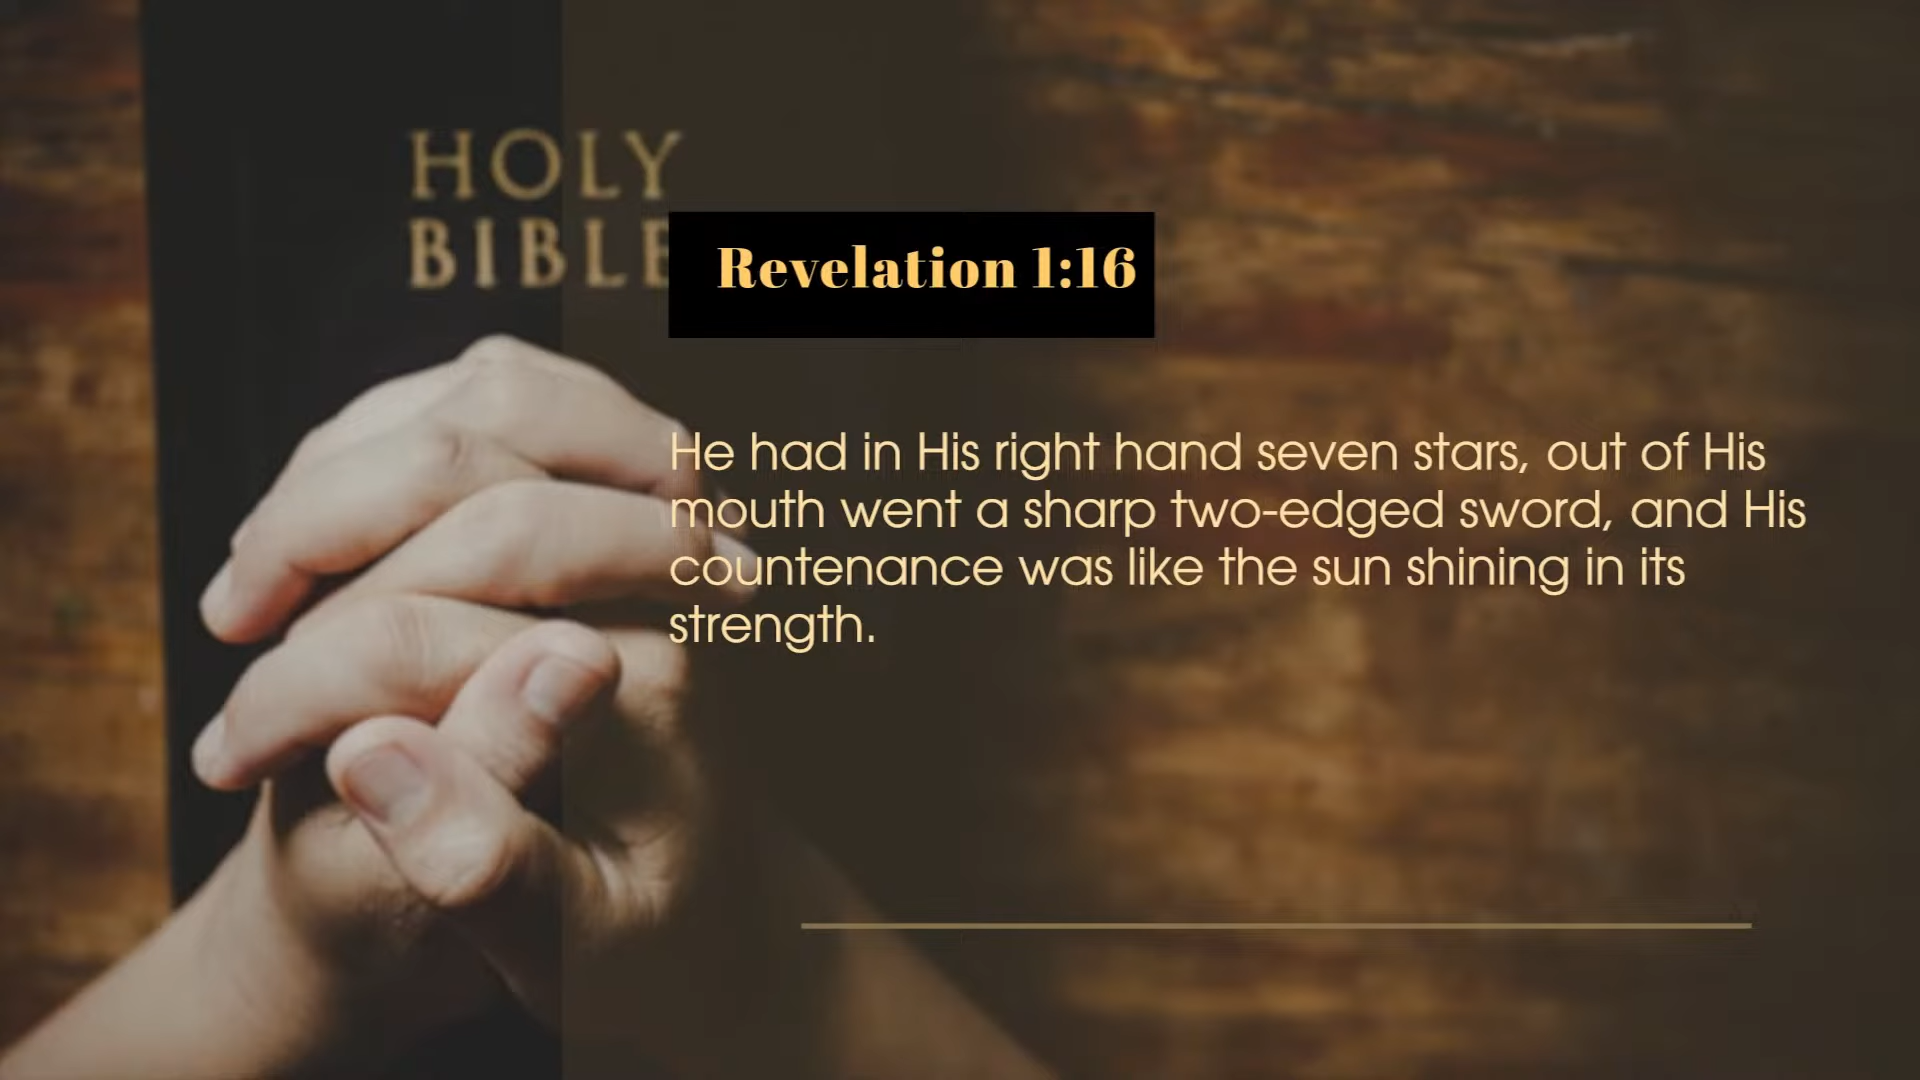 HOLY
BIBLE
Revelation 1:16
He had in His right hand seven stars, out of His
mouth went a sharp two-edged sword, and His
countenance was like the sun shining in its
strength.